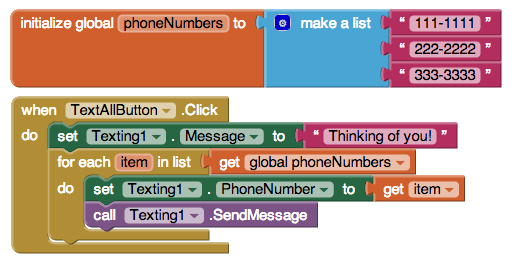 initialize global phoneNumbers to make a list " 111-1111 "
" 222-2222 "
" 333-3333 "
when TextAllButton .Click
do set Texting1 . Message to " Thinking of you! "
for each item in list get global phoneNumbers
do set Texting1 . PhoneNumber to get item
call Texting1 .SendMessage